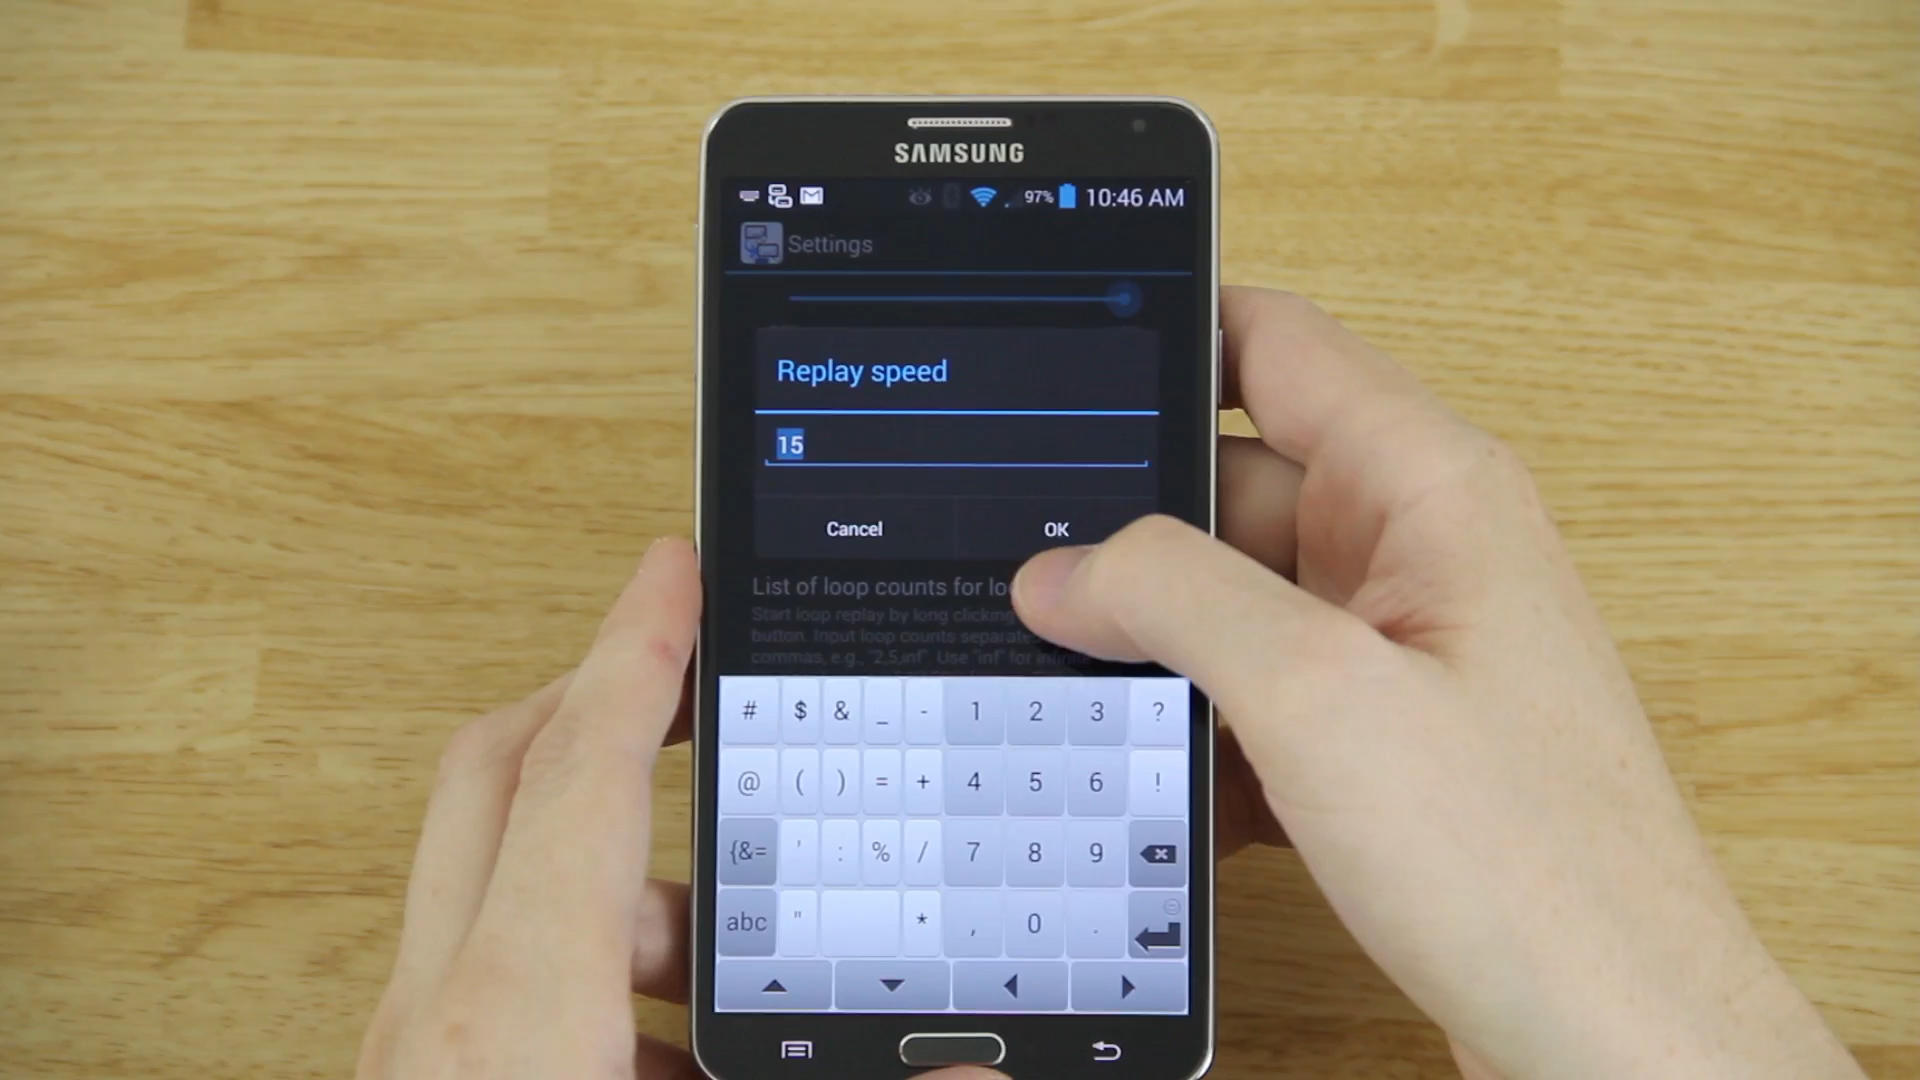 SAMSUNG
97% 10:46 AM
Settings
Replay speed
15
Cancel OK
List of loop counts for
Start loop replay by long clicking
button. Input loop counts separate
commas, e.g., "2,5,inf". Use "inf" for infinite
# $ & _ - 1 2 3 ?
@ ( ) = + 4 5 6 !
{&= ' : % / 7 8 9
abc " * , 0 .